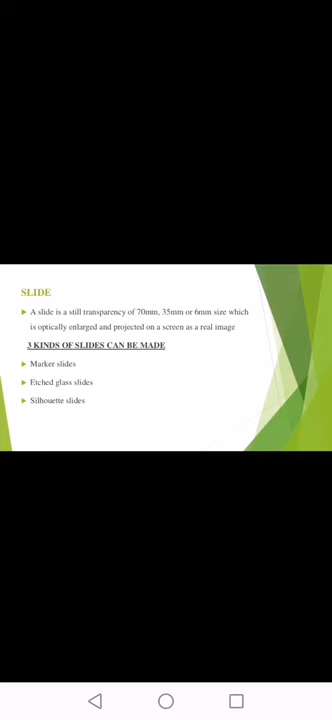 SLIDE
A slide is a still transparency of 70mm, 35mm or 6mm size which
is optically enlarged and projected on a screen as a real image
3 KINDS OF SLIDES CAN BE MADE
Marker slides
Etched glass slides
Silhouette slides